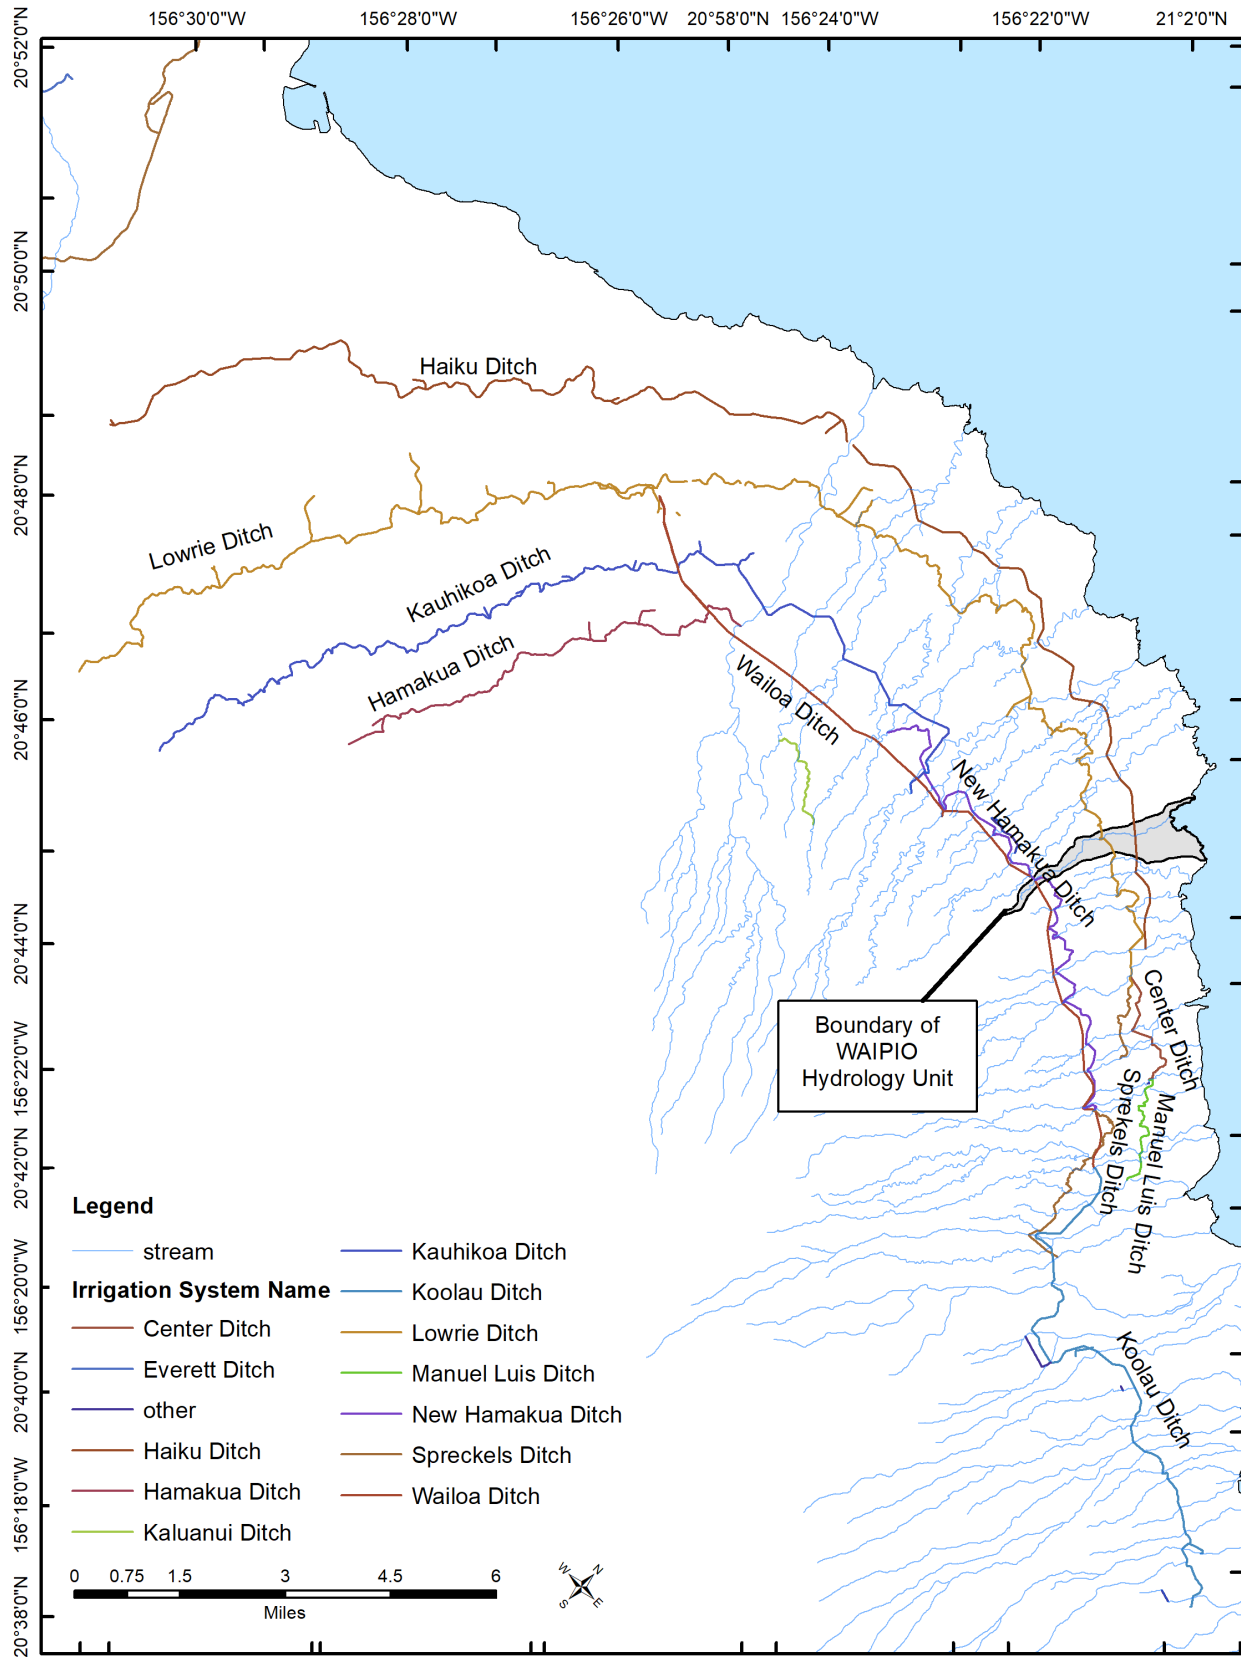 156°30'0"W 156°28'0"W 156°26'0"W 20°58'0"N 156°24'0"W 156°22'0"W 21°2'0"N
20°52'0"N
20°50'0"N
20°48'0"N
20°46'0"N
20°44'0"N
156°22'0"W
20°42'0"N
156°20'0"W
20°40'0"N
156°18'0"W
20°38'0"N
Haiku Ditch
Lowrie Ditch
Kauhikoa Ditch
Hamakua Ditch
Wailoa Ditch
New Hamakua Ditch
Boundary of
WAIPIO
Hydrology Unit
Center Ditch
Sprekels Ditch
Manuel Luis Ditch
Koolau Ditch
Legend
stream
Irrigation System Name
Center Ditch
Everett Ditch
other
Haiku Ditch
Hamakua Ditch
Kaluanui Ditch
Kauhikoa Ditch
Koolau Ditch
Lowrie Ditch
Manuel Luis Ditch
New Hamakua Ditch
Spreckels Ditch
Wailoa Ditch
0 0.75 1.5 3 4.5 6
Miles
W N
S E